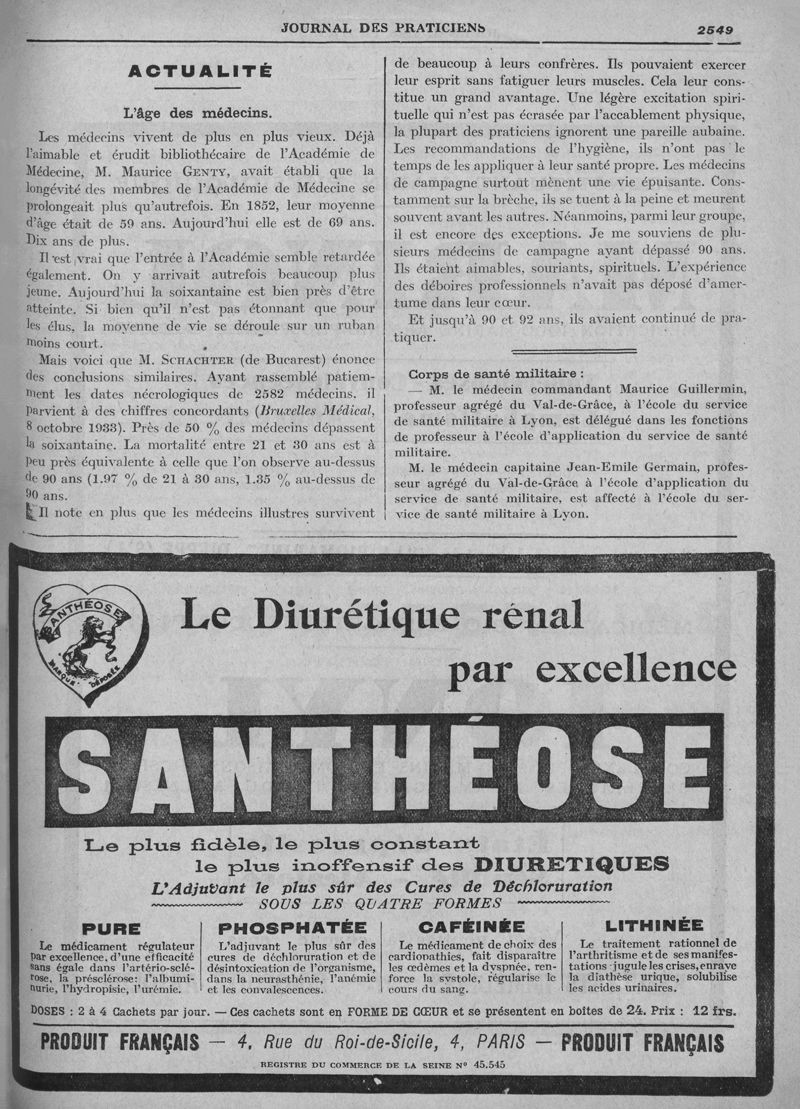 JOURNAL DES PRATICIENS
2549
ACTUALITÉ
L'âge des médecins.
Les médecins vivent de plus en plus vieux. Déjà
l'aimable et érudit bibliothécaire de l'Académie de
Médecine, M. Maurice GENTY, avait établi que la
longévité des membres de l'Académie de Médecine se
prolongeait plus qu'autrefois. En 1852, leur moyenne
d'âge était de 59 ans. Aujourd'hui elle est de 69 ans.
Dix ans de plus.
Il est vrai que l'entrée à l'Académie semble retardée
également. On y arrivait autrefois beaucoup plus
jeune. Aujourd'hui la soixantaine est bien près d'être
atteinte. Si bien qu'il n'est pas étonnant que pour
les élus, la moyenne de vie se déroule sur un ruban
moins court.
Mais voici que M. SCHACHTER (de Bucarest) énonce
des conclusions similaires. Ayant rassemblé patiem-
ment les dates nécrologiques de 2582 médecins, il
parvient à des chiffres concordants (Bruxelles Médical,
8 octobre 1933). Près de 50 % des médecins dépassent
la soixantaine. La mortalité entre 21 et 30 ans est à
peu près équivalente à celle que l'on observe au-dessus
de 90 ans (1.97 % de 21 à 30 ans, 1.35 % au-dessus de
90 ans.
Il note en plus que les médecins illustres survivent
de beaucoup à leurs confrères. Ils pouvaient exercer
leur esprit sans fatiguer leurs muscles. Cela leur cons-
titue un grand avantage. Une légère excitation spiri-
tuelle qui n'est pas écrasée par l'accablement physique,
la plupart des praticiens ignorent une pareille aubaine.
Les recommandations de l'hygiène, ils n'ont pas le
temps de les appliquer à leur santé propre. Les médecins
de campagne surtout mènent une vie épuisante. Cons-
tamment sur la brèche, ils se tuent à la peine et meurent
souvent avant les autres. Néanmoins, parmi leur groupe,
il est encore des exceptions. Je me souviens de plu-
sieurs médecins de campagne ayant dépassé 90 ans.
Ils étaient aimables, souriants, spirituels. L'expérience
des déboires professionnels n'avait pas déposé d'amer-
tume dans leur cœur.
Et jusqu'à 90 et 92 ans, ils avaient continué de pra-
tiquer.
Corps de santé militaire :
— M. le médecin commandant Maurice Guillermin,
professeur agrégé du Val-de-Grâce, à l'école du service
de santé militaire à Lyon, est délégué dans les fonctions
de professeur à l'école d'application du service de santé
militaire.
M. le médecin capitaine Jean-Emile Germain, profes-
seur agrégé du Val-de-Grâce à l'école d'application du
service de santé militaire, est affecté à l'école du ser-
vice de santé militaire à Lyon.
SANTHÉOSE
MARQUE DÉPOSÉE
Le Diurétique rénal
par excellence
SANTHÉOSE
Le plus fidèle, le plus constant
le plus inoffensif des DIURETIQUES
L'Adjuvant le plus sûr des Cures de Déchloruration
SOUS LES QUATRE FORMES
PURE
Le médicament régulateur
par excellence, d'une efficacité
sans égale dans l'artério-sclé-
rose, la présclérose: l'albumi-
nurie, l'hydropisie, l'urémie.
PHOSPHATÉE
L'adjuvant le plus sûr des
cures de déchloruration et de
désintoxication de l'organisme,
dans la neurasthénie, l'anémie
et les convalescences.
CAFÉINÉE
Le médicament de choix des
cardionathies, fait disparaître
les œdèmes et la dyspnée, ren-
force la systole, régularise le
cours du sang.
LITHINÉE
Le traitement rationnel de
l'arthritisme et de ses manifes-
tations · jugule les crises, enraye
la diathèse urique, solubilise
les acides urinaires.
DOSES : 2 à 4 Cachets par jour. — Ces cachets sont en FORME DE CŒUR et se présentent en boîtes de 24. Prix : 12 frs.
PRODUIT FRANÇAIS — 4, Rue du Roi-de-Sicile, 4, PARIS — PRODUIT FRANÇAIS
REGISTRE DU COMMERCE DE LA SEINE N° 45.545